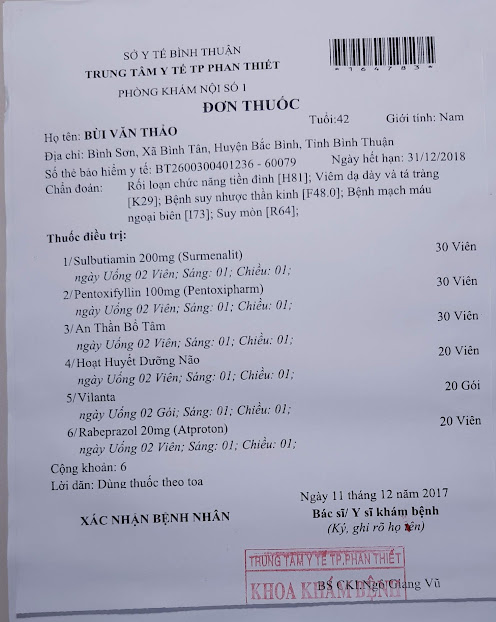 SỞ Y TẾ BÌNH THUẬN
TRUNG TÂM Y TẾ TP PHAN THIẾT
*164783*
PHÒNG KHÁM NỘI SỐ 1
ĐƠN THUỐC
Họ tên: BÙI VĂN THẢO Tuổi:42 Giới tính: Nam
Địa chỉ: Bình Sơn, Xã Bình Tân, Huyện Bắc Bình, Tỉnh Bình Thuận
Số thẻ bảo hiểm y tế: BT2600300401236 - 60079 Ngày hết hạn: 31/12/2018
Chẩn đoán: Rối loạn chức năng tiền đình [H81]; Viêm dạ dày và tá tràng
[K29]; Bệnh suy nhược thần kinh [F48.0]; Bệnh mạch máu
ngoại biên [I73]; Suy mòn [R64];
Thuốc điều trị:
1/Sulbutiamin 200mg (Surmenalit) 30 Viên
ngày Uống 02 Viên; Sáng: 01; Chiều: 01;
2/Pentoxifyllin 100mg (Pentoxipharm) 30 Viên
ngày Uống 02 Viên; Sáng: 01; Chiều: 01;
3/An Thần Bổ Tâm 30 Viên
ngày Uống 02 Viên; Sáng: 01; Chiều: 01;
4/Hoạt Huyết Dưỡng Não 20 Viên
ngày Uống 02 Viên; Sáng: 01; Chiều: 01;
5/Vilanta 20 Gói
ngày Uống 02 Gói; Sáng: 01; Chiều: 01;
6/Rabeprazol 20mg (Atproton) 20 Viên
ngày Uống 02 Viên; Sáng: 01; Chiều: 01;
Cộng khoản: 6
Lời dặn: Dùng thuốc theo toa
Ngày 11 tháng 12 năm 2017
XÁC NHẬN BỆNH NHÂN Bác sĩ/ Y sĩ khám bệnh
(Ký, ghi rõ họ tên)
TRUNG TÂM Y TẾ TP.PHAN THIẾT
KHOA KHÁM BỆNH
BS CKI.Ngô Giang Vũ